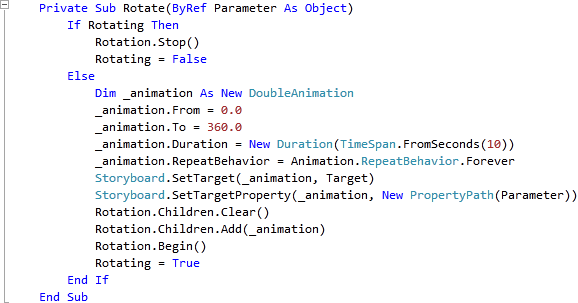 Private Sub Rotate(ByRef Parameter As Object)
    If Rotating Then
        Rotation.Stop()
        Rotating = False
    Else
        Dim _animation As New DoubleAnimation
        _animation.From = 0.0
        _animation.To = 360.0
        _animation.Duration = New Duration(TimeSpan.FromSeconds(10))
        _animation.RepeatBehavior = Animation.RepeatBehavior.Forever
        Storyboard.SetTarget(_animation, Target)
        Storyboard.SetTargetProperty(_animation, New PropertyPath(Parameter))
        Rotation.Children.Clear()
        Rotation.Children.Add(_animation)
        Rotation.Begin()
        Rotating = True
    End If
End Sub